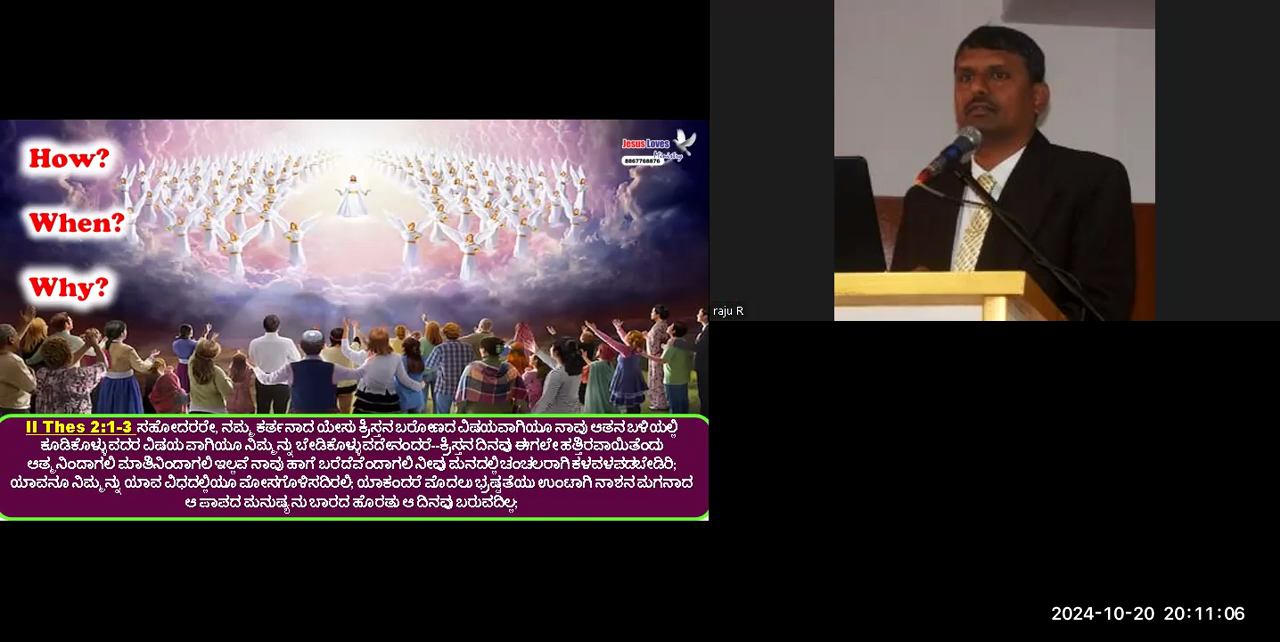 How?
When?
Why?
Jesus Loves
Ministry
8867768876
II Thes 2:1-3 ಸಹೋದರರೇ, ನಮ್ಮ ಕರ್ತನಾದ ಯೇಸು ಕ್ರಿಸ್ತನ ಬರೋಣದ ವಿಷಯವಾಗಿಯೂ ನಾವು ಆತನ ಬಳಿಯಲ್ಲಿ
ಕೂಡಿಕೊಳ್ಳುವದರ ವಿಷಯವಾಗಿಯೂ ನಿಮ್ಮನ್ನು ಬೇಡಿಕೊಳ್ಳುವದೇನಂದರೆ--ಕ್ರಿಸ್ತನ ದಿನವು ಈಗಲೇ ಹತ್ತಿರವಾಯಿತೆಂದು
ಆತ್ಮನಿಂದಾಗಲಿ ಮಾತಿನಿಂದಾಗಲಿ ಇಲ್ಲವೆ ನಾವು ಹಾಗೆ ಬರೆದೆವೆಂದಾಗಲಿ ನೀವು ಮನದಲ್ಲಿ ಚಂಚಲರಾಗಿ ಕಳವಳಪಡಬೇಡಿರಿ;
ಯಾವನೂ ನಿಮ್ಮನ್ನು ಯಾವ ವಿಧದಲ್ಲಿಯೂ ಮೋಸಗೊಳಿಸದಿರಲಿ; ಯಾಕಂದರೆ ಮೊದಲು ಭ್ರಷ್ಟತೆಯು ಉಂಟಾಗಿ ನಾಶನ ಮಗನಾದ
ಆ ಪಾಪದ ಮನುಷ್ಯನು ಬಾರದ ಹೊರತು ಆ ದಿನವು ಬರುವದಿಲ್ಲ;
raju R
2024-10-20 20:11:06